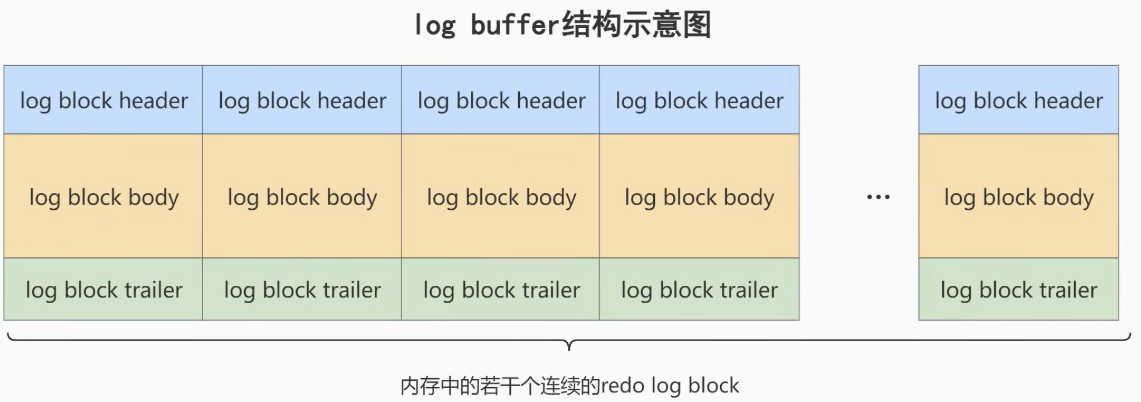 log buffer结构示意图
log block header log block header log block header log block header log block header
log block body log block body log block body log block body ... log block body
log block trailer log block trailer log block trailer log block trailer log block trailer
内存中的若干个连续的redo log block